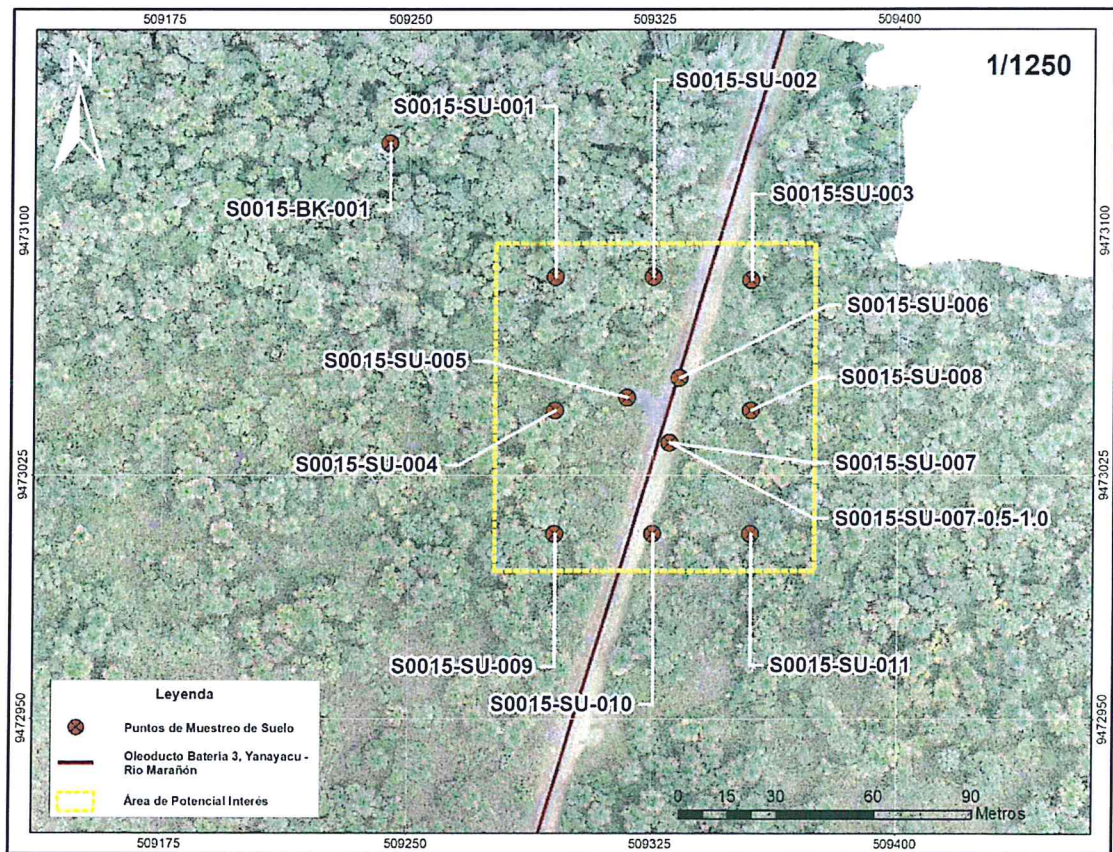 509175 509250 509325 509400
N
1/1250
S0015-SU-002
S0015-SU-001
S0015-BK-001
S0015-SU-003
9473100
9473100
S0015-SU-006
S0015-SU-005
S0015-SU-008
S0015-SU-004
S0015-SU-007
9473025
9473025
S0015-SU-007-0.5-1.0
S0015-SU-009
S0015-SU-011
S0015-SU-010
9472950
9472950
Leyenda
Puntos de Muestreo de Suelo
Oleoducto Bateria 3, Yanayacu -
Rio Marañón
Área de Potencial Interés
0 15 30 60 90
Metros
509175 509250 509325 509400